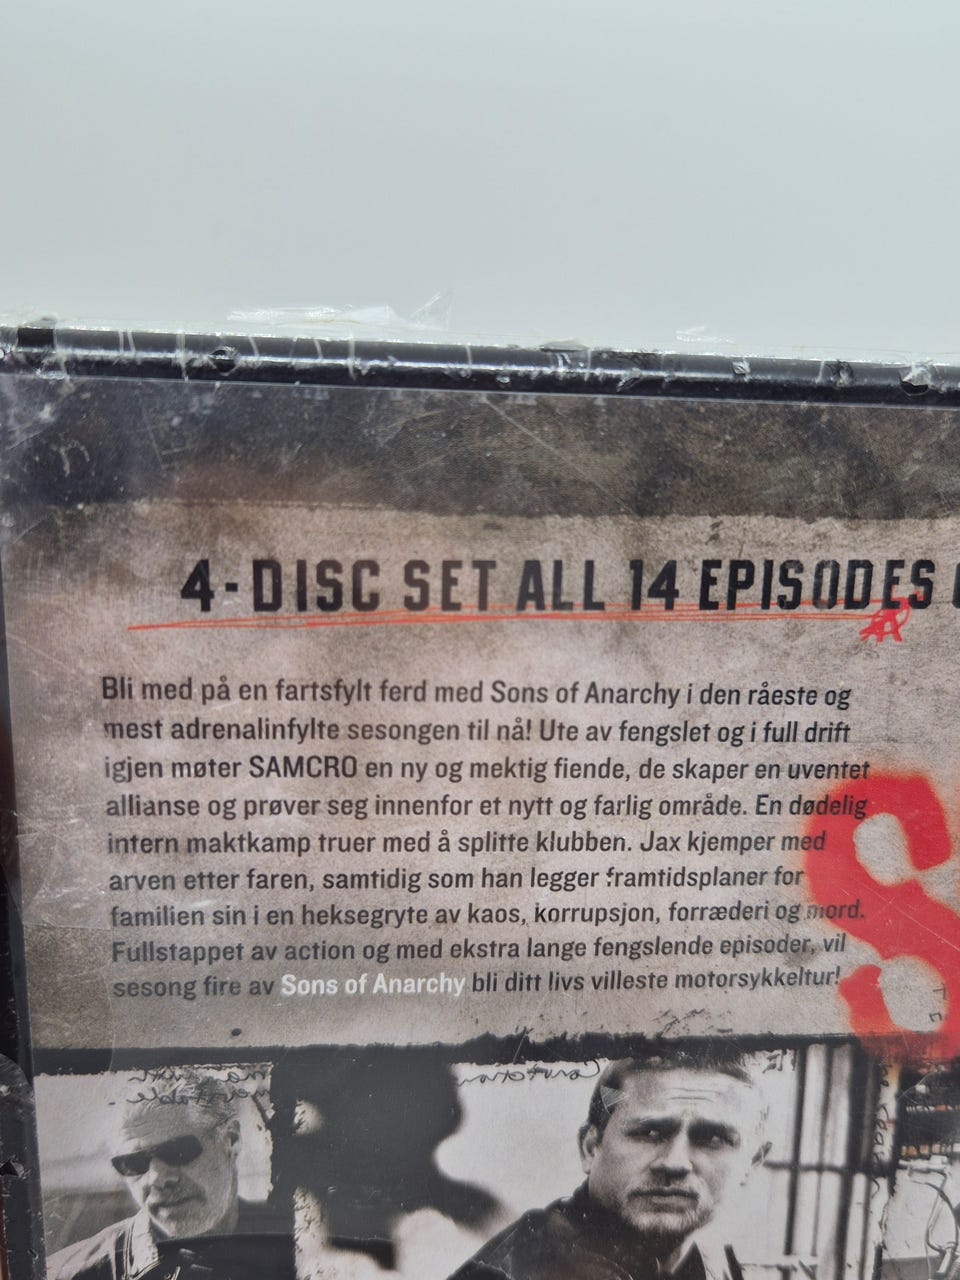 4-DISC SET ALL 14 EPISODES
Bli med på en fartsfylt ferd med Sons of Anarchy i den råeste og
mest adrenalinfylte sesongen til nå! Ute av fengslet og i full drift
igjen møter SAMCRO en ny og mektig fiende, de skaper en uventet
allianse og prøver seg innenfor et nytt og farlig område. En dødelig
intern maktkamp truer med å splitte klubben. Jax kjemper med
arven etter faren, samtidig som han legger framtidsplaner for
familien sin i en heksegryte av kaos, korrupsjon, forræderi og mord.
Fullstappet av action og med ekstra lange fengslende episoder, vil
sesong fire av Sons of Anarchy bli ditt livs villeste motorsykkeltur!
S